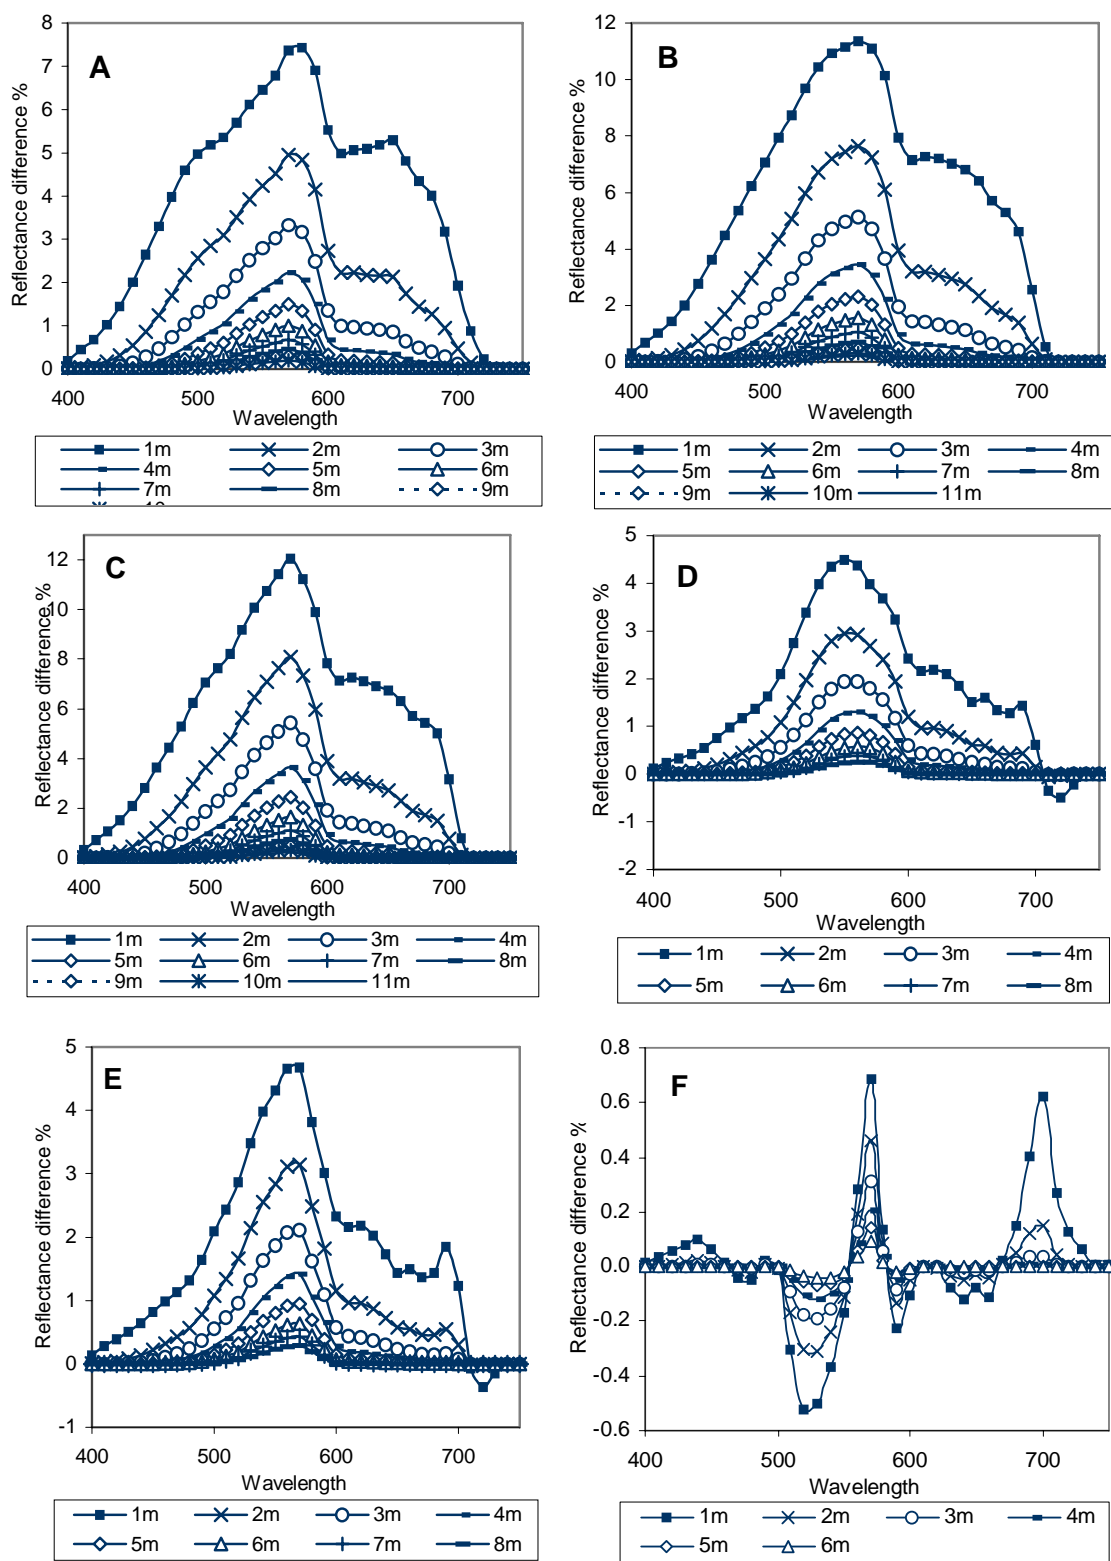 A
8
7
6
5
4
3
2
1
0
Reflectance difference %
400 500 600 700
Wavelength
1m 2m 3m
4m 5m 6m
7m 8m 9m
B
12
10
8
6
4
2
0
Reflectance difference %
400 500 600 700
Wavelength
1m 2m 3m 4m
5m 6m 7m 8m
9m 10m 11m
C
12
10
8
6
4
2
0
Reflectance difference %
400 500 600 700
Wavelength
1m 2m 3m 4m
5m 6m 7m 8m
9m 10m 11m
D
5
4
3
2
1
0
-1
-2
Reflectance difference %
400 500 600 700
Wavelength
1m 2m 3m 4m
5m 6m 7m 8m
E
5
4
3
2
1
0
-1
Reflectance difference %
400 500 600 700
Wavelength
1m 2m 3m 4m
5m 6m 7m 8m
F
0.8
0.6
0.4
0.2
0.0
-0.2
-0.4
-0.6
Reflectance difference %
400 500 600 700
Wavelength
1m 2m 3m 4m
5m 6m